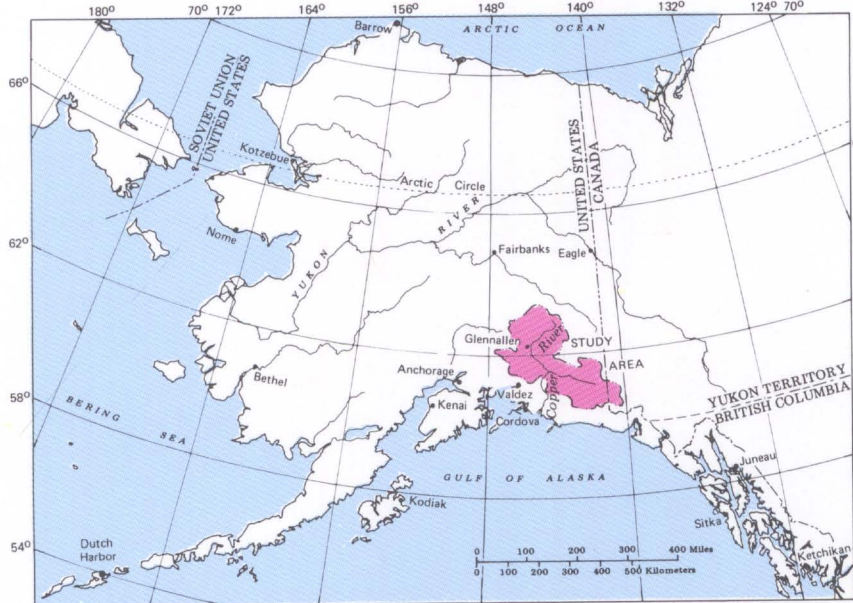 180°
70°
172°
164°
156°
148°
140°
132°
124°
70°
ARCTIC OCEAN
Barrow
66°
SOVIET UNION
UNITED STATES
Kotzebue
Arctic Circle
UNITED STATES
CANADA
62°
Nome
YUKON RIVER
Fairbanks
Eagle
Glennallen
River
STUDY
AREA
Anchorage
Bethel
Copper
Valdez
Kenai
Cordova
YUKON TERRITORY
BRITISH COLUMBIA
58°
BERING SEA
GULF OF ALASKA
Juneau
Kodiak
Sitka
Ketchikan
54°
Dutch
Harbor
0 100 200 300 400 Miles
0 100 200 300 400 500 Kilometers